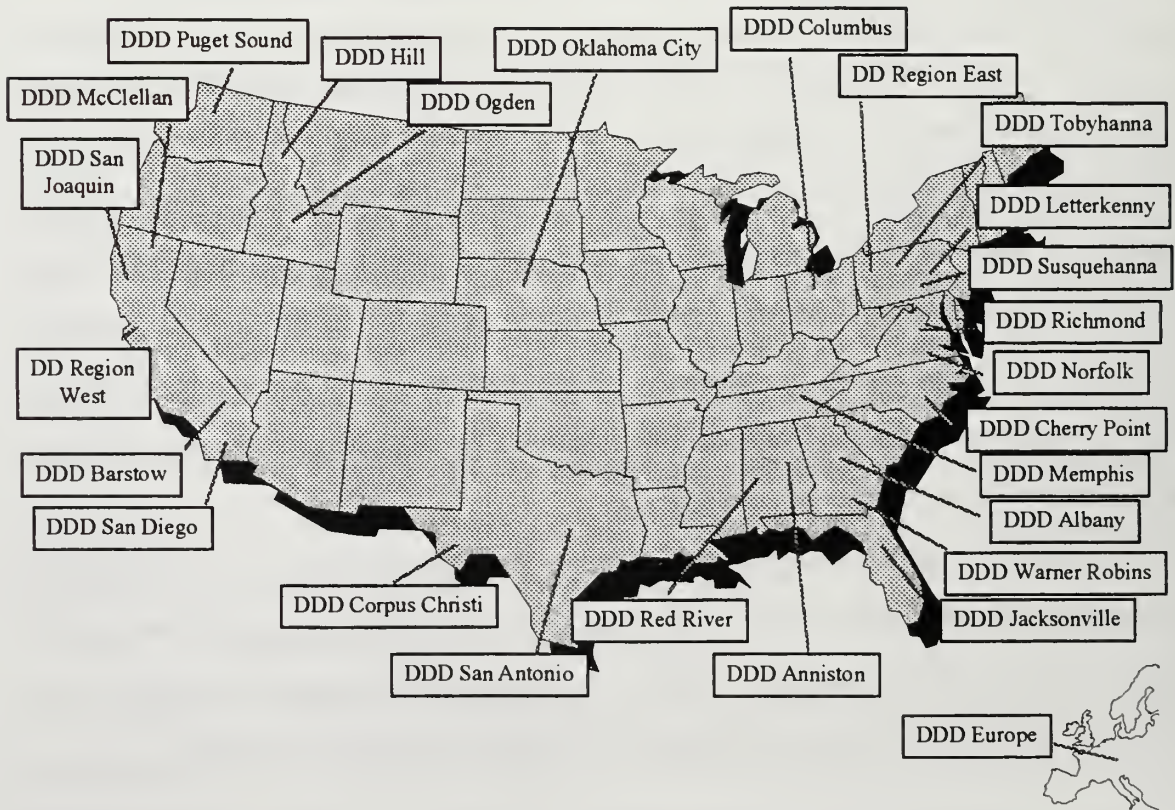 DDD Puget Sound
DDD Hill
DDD Oklahoma City
DDD Columbus
DD Region East
DDD McClellan
DDD Ogden
DDD Tobyhanna
DDD San
Joaquin
DDD Letterkenny
DDD Susquehanna
DDD Richmond
DD Region
West
DDD Norfolk
DDD Cherry Point
DDD Barstow
DDD Memphis
DDD San Diego
DDD Albany
DDD Warner Robins
DDD Corpus Christi
DDD Red River
DDD Jacksonville
DDD San Antonio
DDD Anniston
DDD Europe